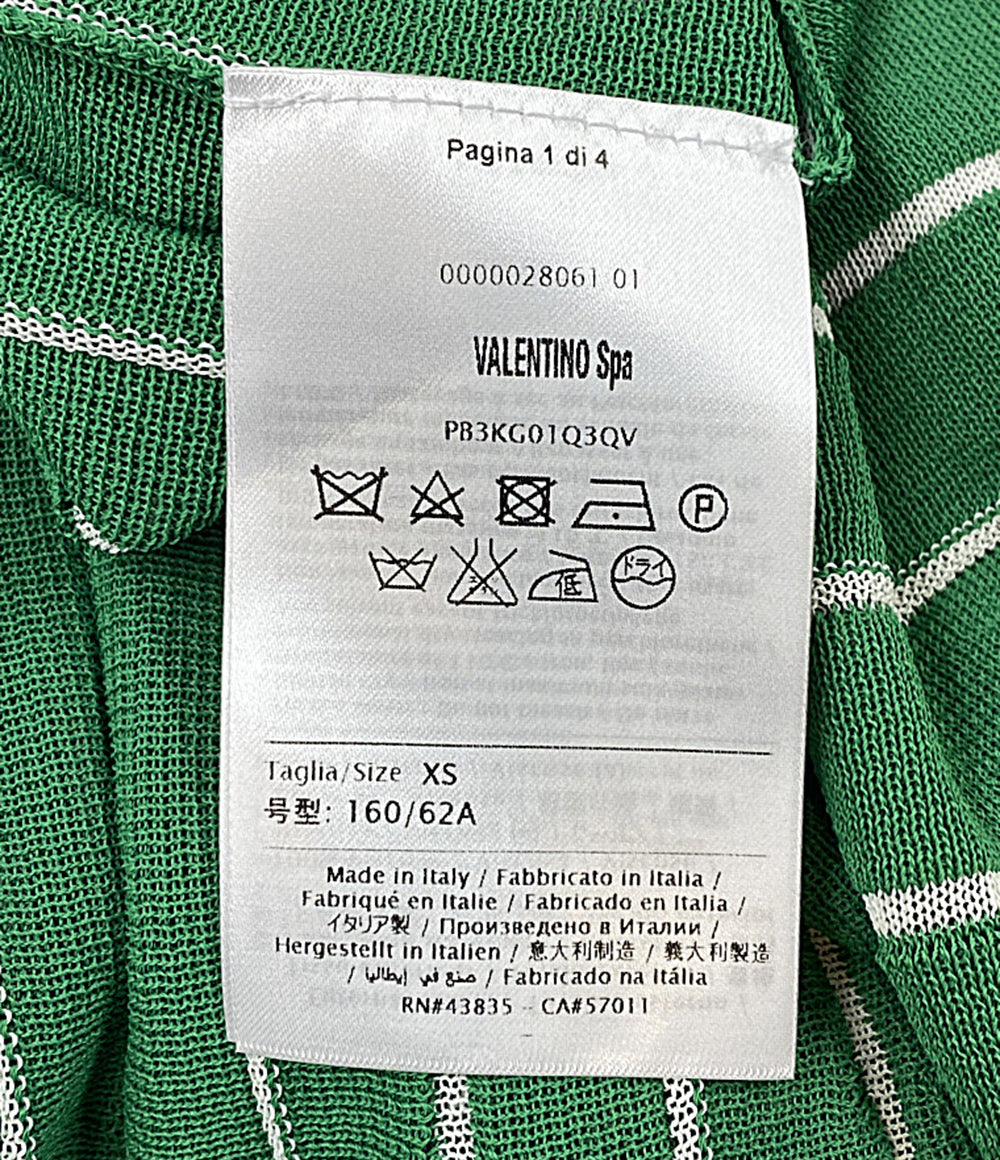 Pagina 1 di 4
0000028061 01
VALENTINO Spa
PB3KG01Q3QV
P
低 ドライ
Taglia/Size XS
号型: 160/62A
Made in Italy / Fabbricato in Italia /
Fabriqué en Italie / Fabricado en Italia /
イタリア製 / Произведено в Италии /
Hergestellt in Italien / 意大利制造 / 義大利製造
/ صنع في إيطاليا / Fabricado na Itália
RN#43835 - CA#57011